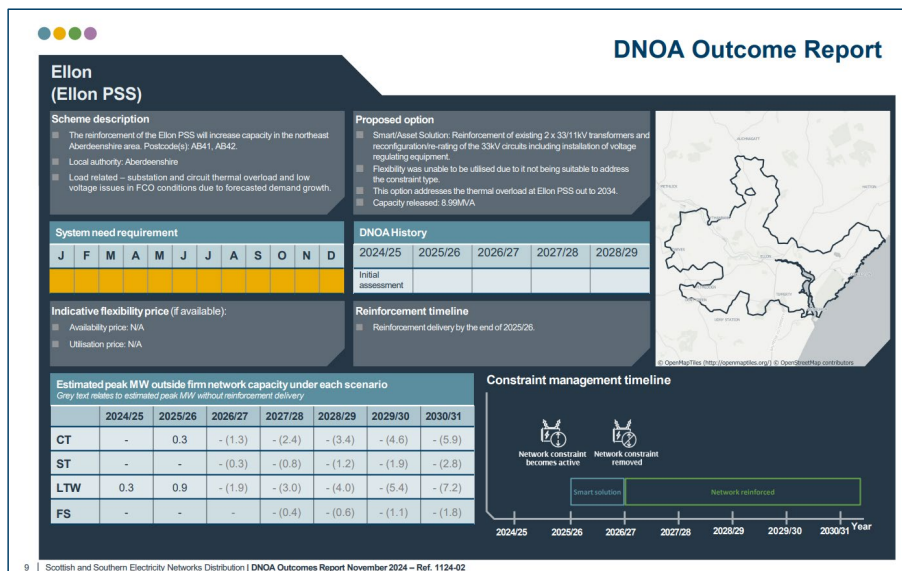 DNOA Outcome Report
Ellon
(Ellon PSS)
Scheme description
The reinforcement of the Ellon PSS will increase capacity in the northeast
Aberdeenshire area. Postcode(s): AB41, AB42.
Local authority: Aberdeenshire
Load related – substation and circuit thermal overload and low
voltage issues in FCO conditions due to forecasted demand growth.
Proposed option
Smart/Asset Solution: Reinforcement of existing 2 x 33/11kV transformers and
reconfiguration/re-rating of the 33kV circuits including installation of voltage
regulating equipment.
Flexibility was unable to be utilised due to it not being suitable to address
the constraint type.
This option addresses the thermal overload at Ellon PSS out to 2034.
Capacity released: 8.99MVA
System need requirement
J F M A M J J A S O N D
DNOA History
2024/25 2025/26 2026/27 2027/28 2028/29
Initial
assessment
Indicative flexibility price (if available):
Availability price: N/A
Utilisation price: N/A
Reinforcement timeline
Reinforcement delivery by the end of 2025/26.
ELLON
© OpenMapTiles (http://openmaptiles.org/) © OpenStreetMap contributors
Estimated peak MW outside firm network capacity under each scenario
Grey text relates to estimated peak MW without reinforcement delivery
2024/25 2025/26 2026/27 2027/28 2028/29 2029/30 2030/31
CT - 0.3 - (1.3) - (2.4) - (3.4) - (4.6) - (5.9)
ST - - - (0.3) - (0.8) - (1.2) - (1.9) - (2.8)
LTW 0.3 0.9 - (1.9) - (3.0) - (4.0) - (5.4) - (7.2)
FS - - - - (0.4) - (0.6) - (1.1) - (1.8)
Constraint management timeline
Network constraint
becomes active
Network constraint
removed
Smart solution
Network reinforced
2024/25 2025/26 2026/27 2027/28 2028/29 2029/30 2030/31 Year
9 | Scottish and Southern Electricity Networks Distribution | DNOA Outcomes Report November 2024 – Ref. 1124-02